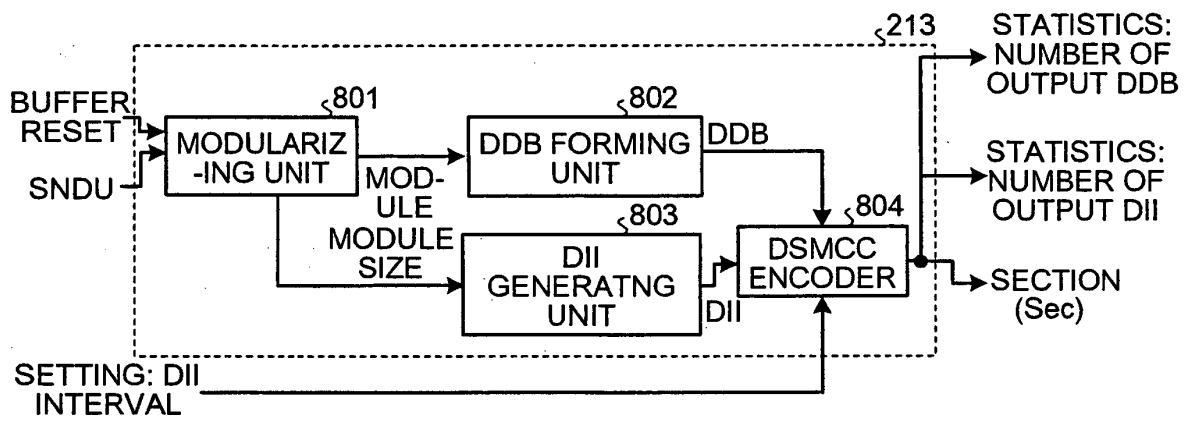 213
STATISTICS:
NUMBER OF
OUTPUT DDB
BUFFER
RESET
SNDU
801
MODULARIZ
-ING UNIT
MOD-
ULE
MODULE
SIZE
802
DDB FORMING
UNIT
DDB
803
DII
GENERATNG
UNIT
DII
804
DSMCC
ENCODER
STATISTICS:
NUMBER OF
OUTPUT DII
SECTION
(Sec)
SETTING: DII
INTERVAL